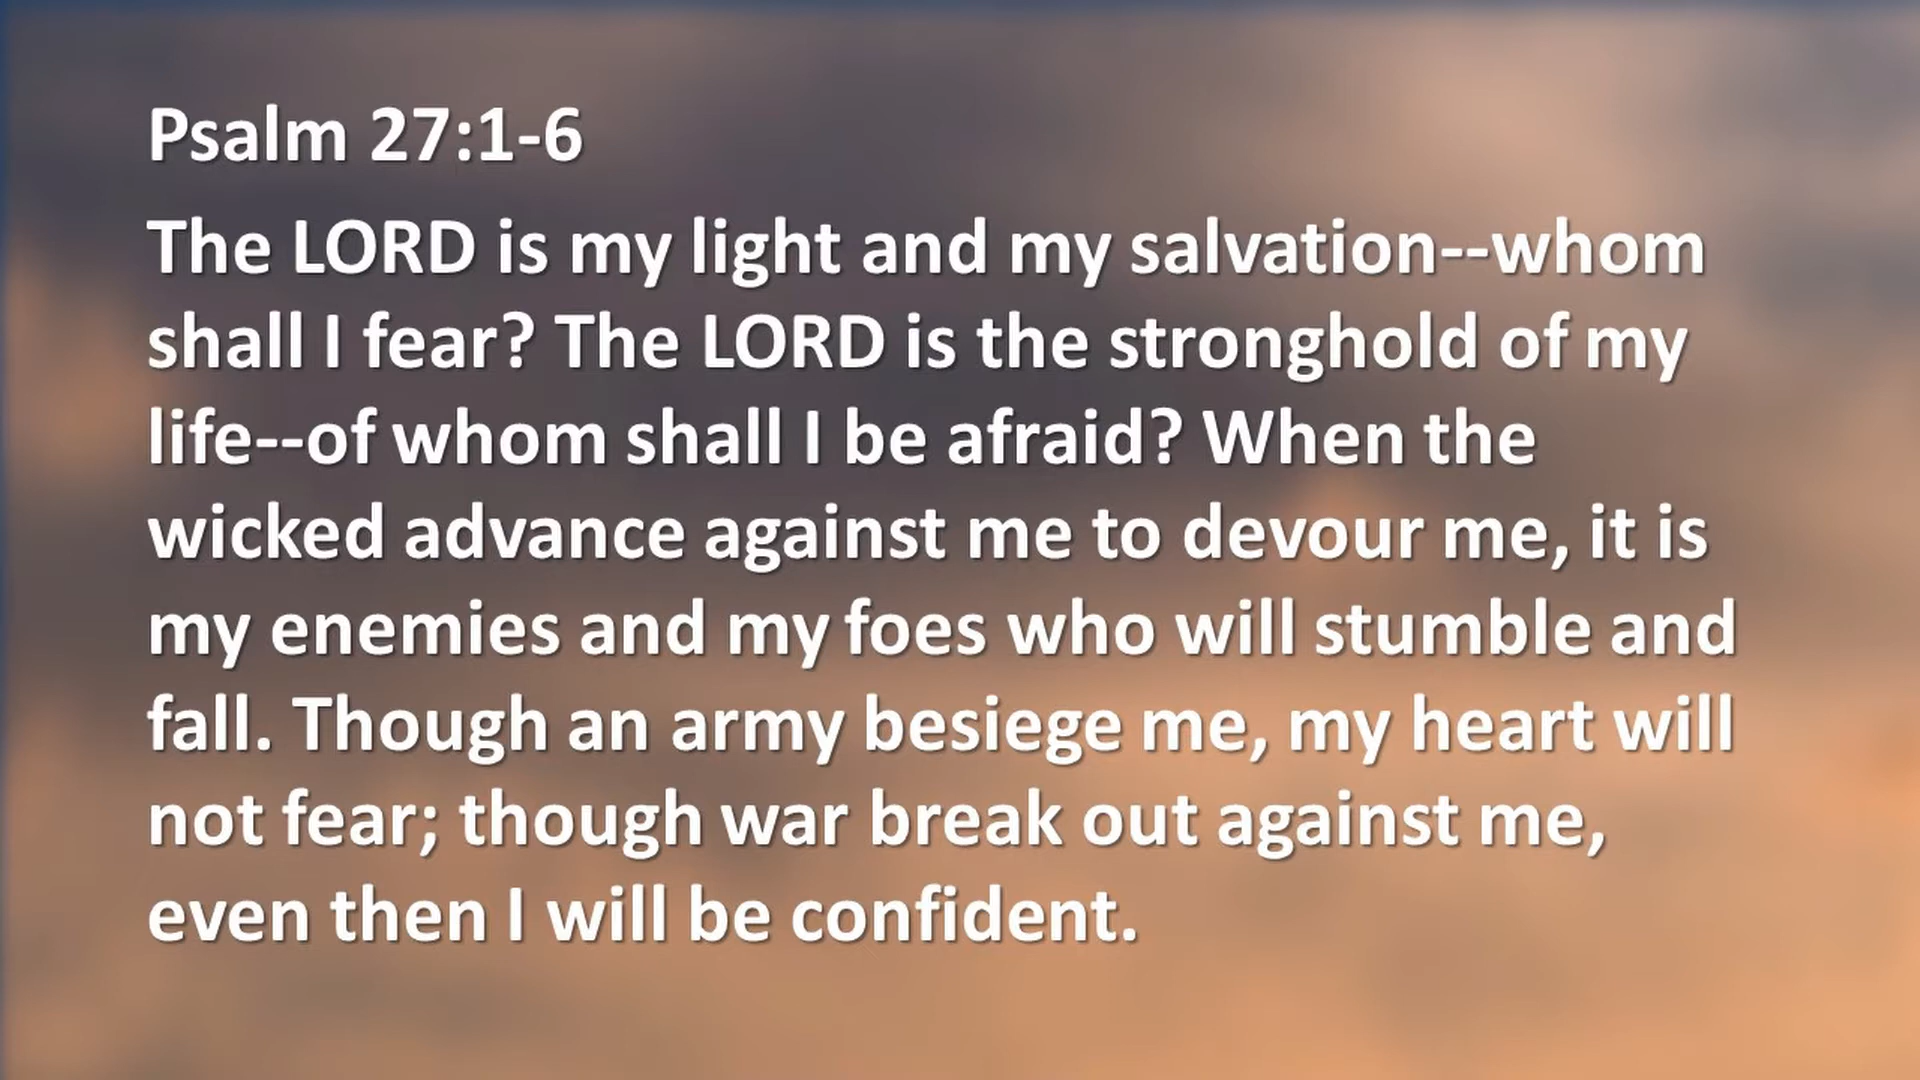 Psalm 27:1-6
The LORD is my light and my salvation--whom
shall I fear? The LORD is the stronghold of my
life--of whom shall I be afraid? When the
wicked advance against me to devour me, it is
my enemies and my foes who will stumble and
fall. Though an army besiege me, my heart will
not fear; though war break out against me,
even then I will be confident.